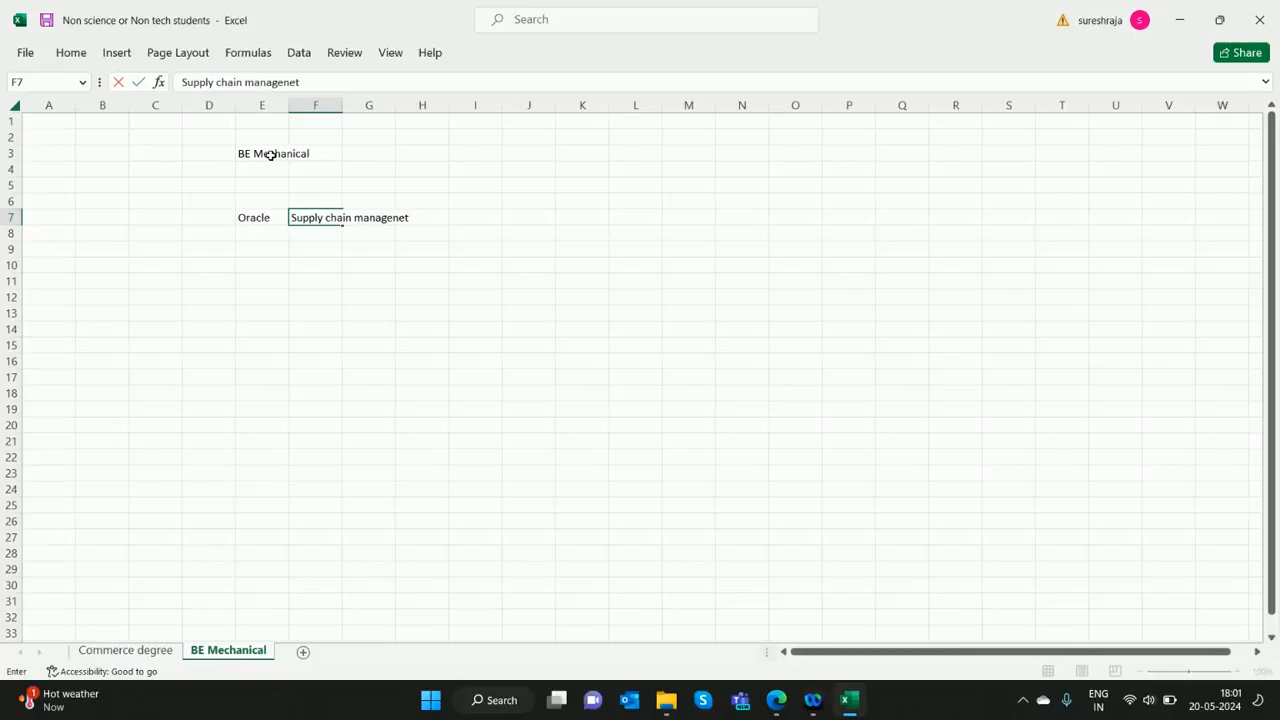 Non science or Non tech students - Excel
Search
sureshraja
S
File Home Insert Page Layout Formulas Data Review View Help
Share
F7 fx Supply chain managenet
A B C D E F G H I J K L M N O P Q R S T U V W
1
2
3 BE Mechanical
4
5
6
7 Oracle Supply chain managenet
8
9
10
11
12
13
14
15
16
17
18
19
20
21
22
23
24
25
26
27
28
29
30
31
32
33
Commerce degree BE Mechanical
Enter Accessibility: Good to go 100%
1 Hot weather
Now
Search
ENG
IN
18:01
20-05-2024